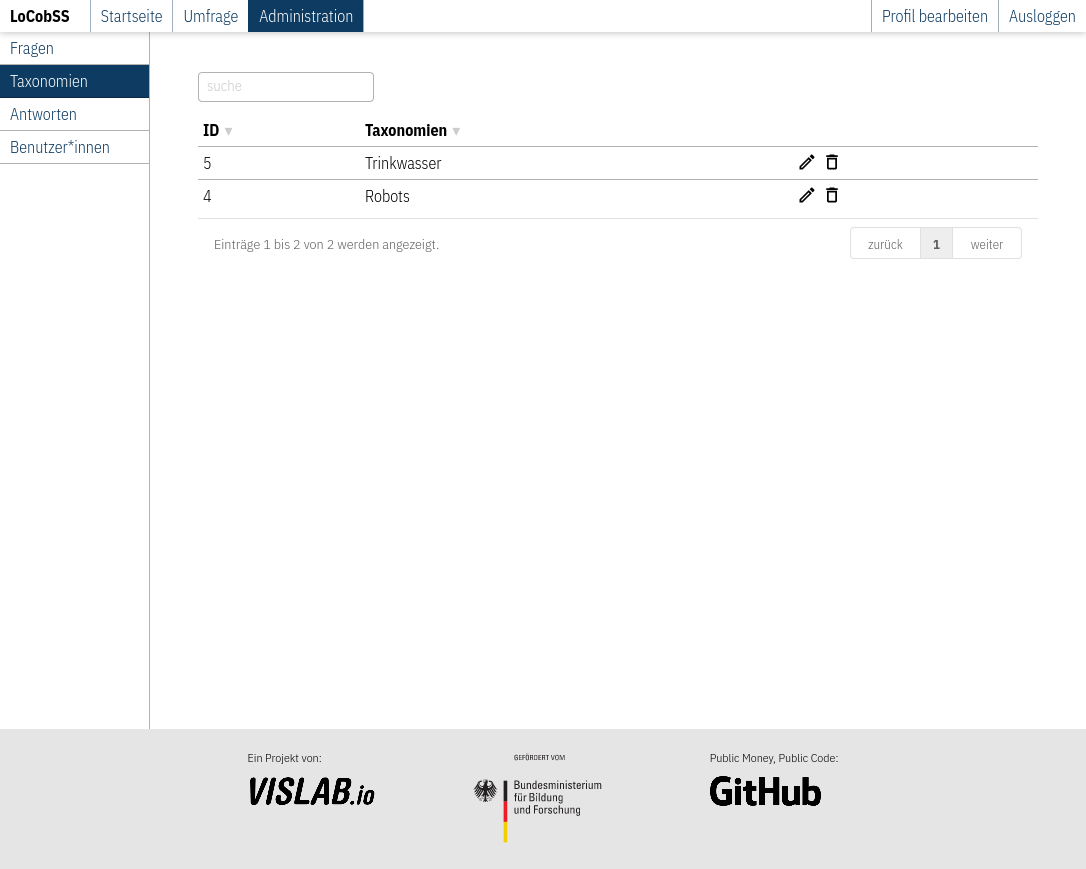 LoCobSS Startseite Umfrage Administration Profil bearbeiten Ausloggen
Fragen
Taxonomien
Antworten
Benutzer*innen
suche
ID Taxonomien
5 Trinkwasser
4 Robots
Einträge 1 bis 2 von 2 werden angezeigt. zurück 1 weiter
Ein Projekt von:
VISLAB.io
GEFÖRDERT VOM
Bundesministerium
für Bildung
und Forschung
Public Money, Public Code:
GitHub